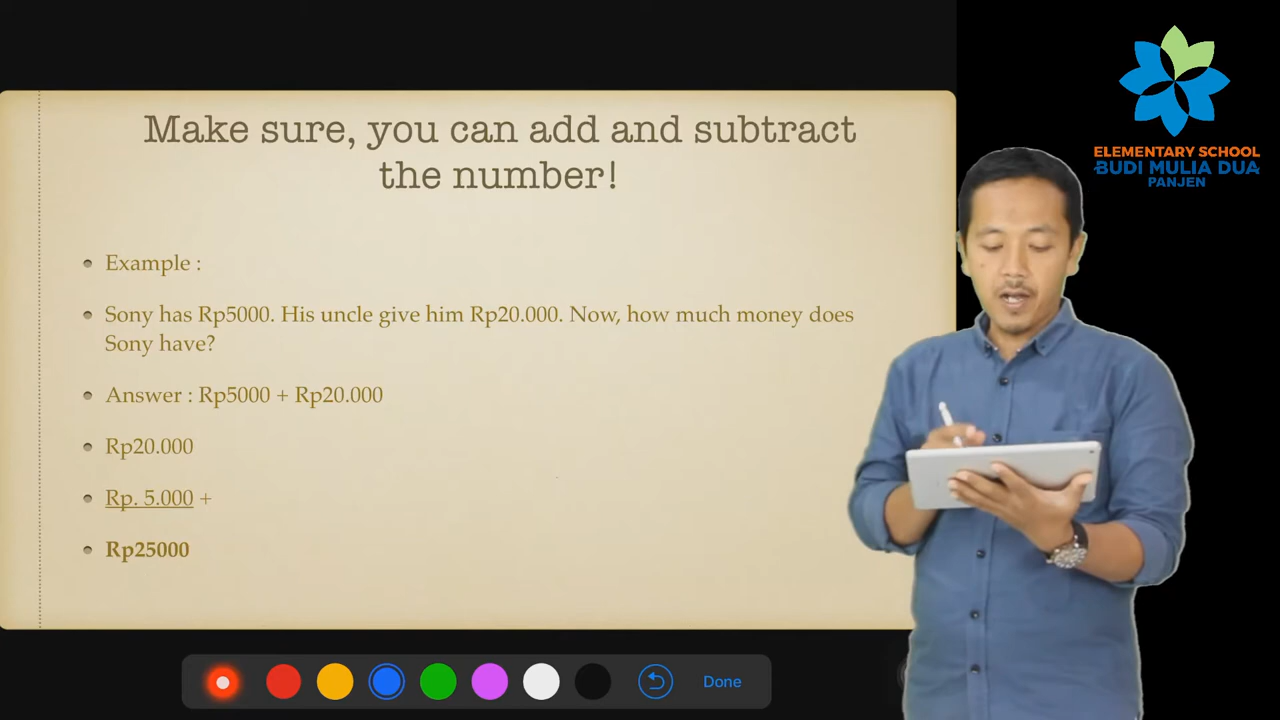 Make sure, you can add and subtract
the number!
Example :
Sony has Rp5000. His uncle give him Rp20.000. Now, how much money does
Sony have?
Answer : Rp5000 + Rp20.000
Rp20.000
Rp. 5.000 +
Rp25000
Done
ELEMENTARY SCHOOL
BUDI MULIA DUA
PANJEN